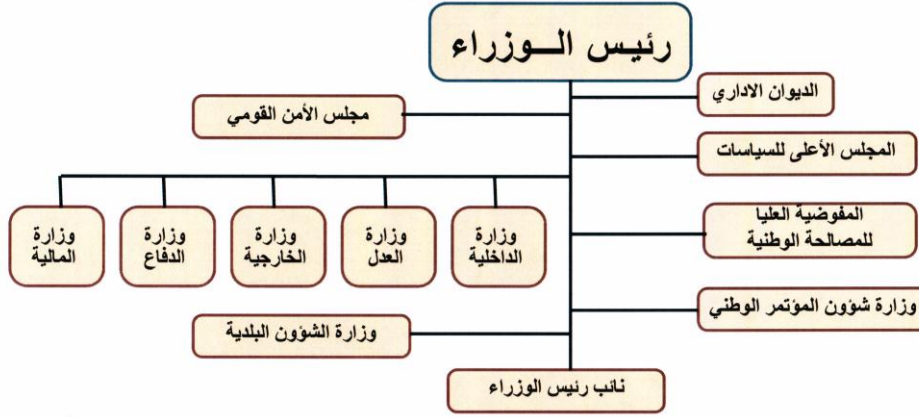 رئيس الــوزراء
الديوان الاداري
مجلس الأمن القومي
المجلس الأعلى للسياسات
وزارة
الداخلية
وزارة
العدل
وزارة
الخارجية
وزارة
الدفاع
وزارة
المالية
المفوضية العليا
للمصالحة الوطنية
وزارة شؤون المؤتمر الوطني
وزارة الشؤون البلدية
نائب رئيس الوزراء